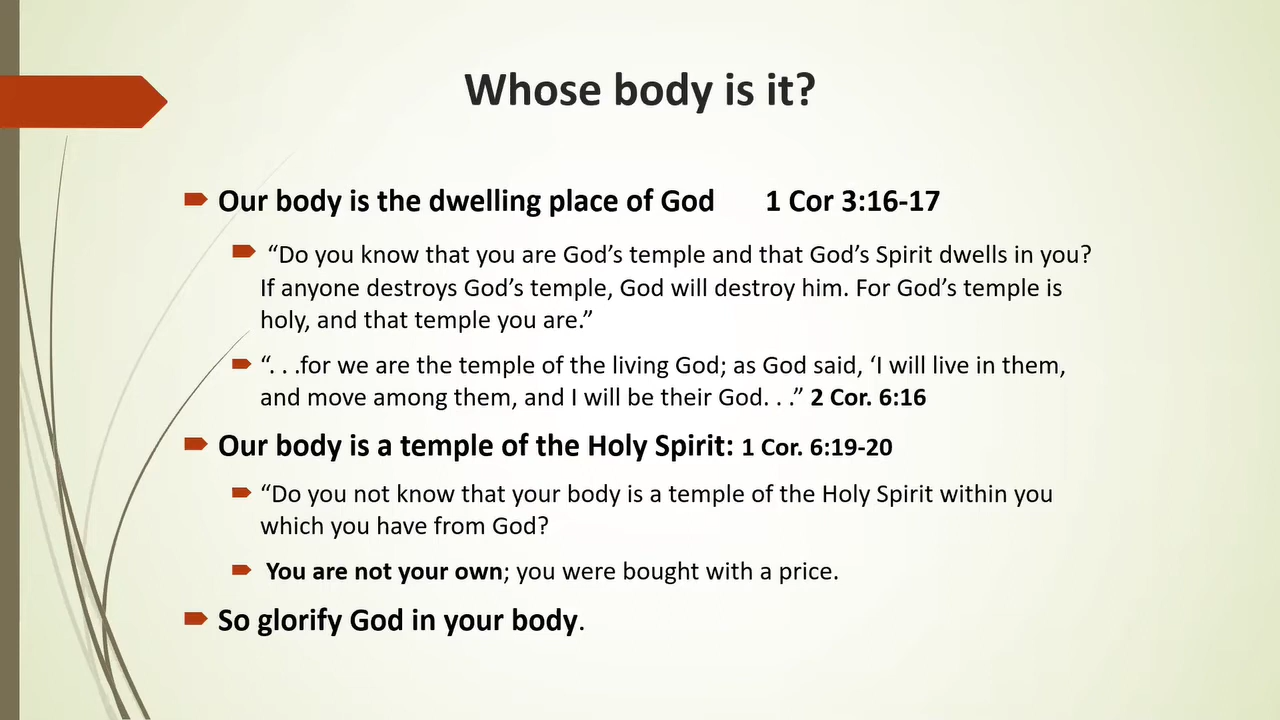 Whose body is it?
Our body is the dwelling place of God 1 Cor 3:16-17
“Do you know that you are God’s temple and that God’s Spirit dwells in you?
If anyone destroys God’s temple, God will destroy him. For God’s temple is
holy, and that temple you are.”
“. . .for we are the temple of the living God; as God said, ‘I will live in them,
and move among them, and I will be their God. . .” 2 Cor. 6:16
Our body is a temple of the Holy Spirit: 1 Cor. 6:19-20
“Do you not know that your body is a temple of the Holy Spirit within you
which you have from God?
You are not your own; you were bought with a price.
So glorify God in your body.